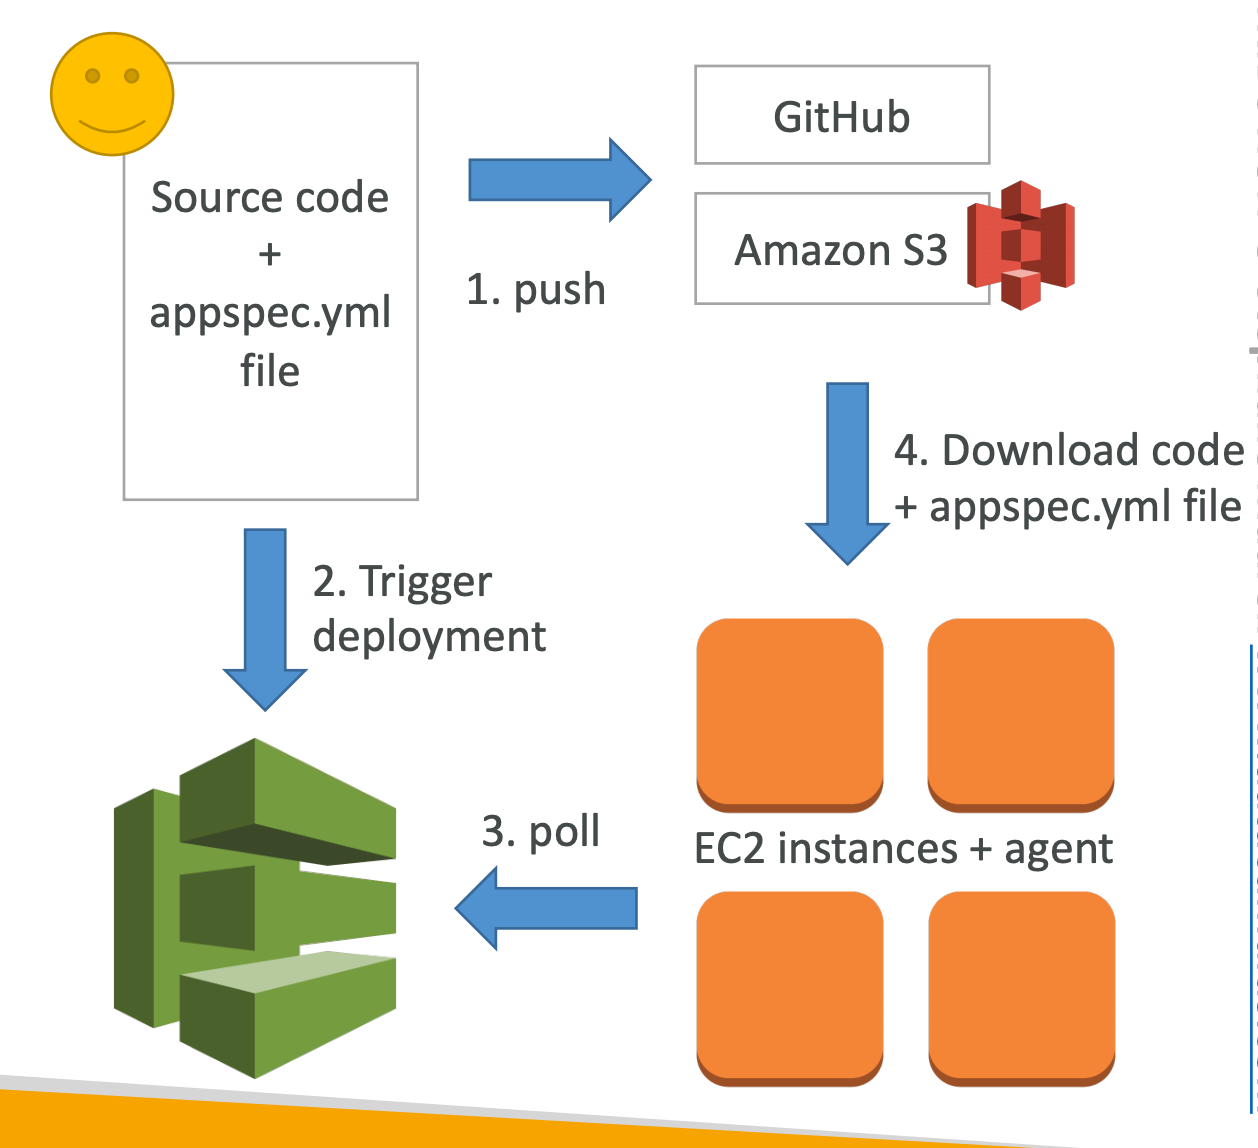 Source code
+
appspec.yml
file
1. push
GitHub
Amazon S3
2. Trigger
deployment
4. Download code
+ appspec.yml file
3. poll
EC2 instances + agent